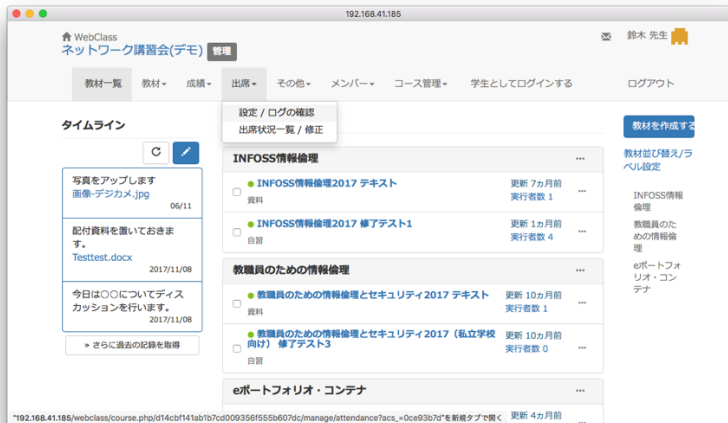 192.168.41.185
WebClass
鈴木 先生
ネットワーク講習会(デモ) 管理
教材一覧 教材 成績 出席 その他 メンバー コース管理 学生としてログインする ログアウト
設定 / ログの確認
出席状況一覧 / 修正
タイムライン
写真をアップします
画像-デジカメ.jpg
06/11
配付資料を置いておきま
す。
Testtest.docx
2017/11/08
今日は○○についてディス
カッションを行います。
2017/11/08
» さらに過去の記録を取得
INFOSS情報倫理
INFOSS情報倫理2017 テキスト
資料
更新 7ヵ月前
実行者数 1
INFOSS情報倫理2017 修了テスト1
自習
更新 1ヵ月前
実行者数 4
教職員のための情報倫理
教職員のための情報倫理とセキュリティ2017 テキスト
資料
更新 10ヵ月前
実行者数 1
教職員のための情報倫理とセキュリティ2017（私立学校
向け） 修了テスト3
自習
更新 10ヵ月前
実行者数 0
eポートフォリオ・コンテナ
更新 4ヵ月前
教材を作成する
教材並び替え/ラ
ベル設定
INFOSS情報
倫理
教職員のた
めの情報倫
理
eポートフォ
リオ・コン
テナ
"192.168.41.185/webclass/course.php/d14cbf141ab1b7cd009356f555b607dc/manage/attendance?acs_=0ce93b7d"を新規タブで開く